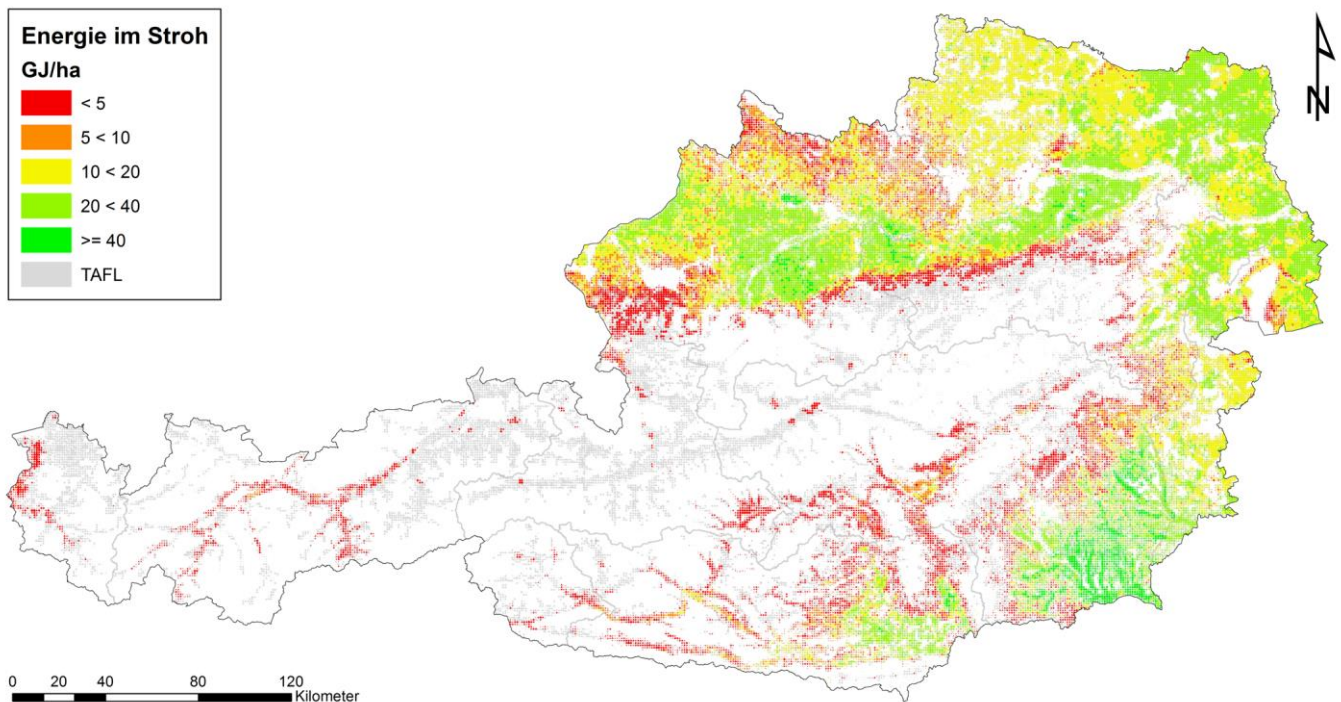 Energie im Stroh
GJ/ha
< 5
5 < 10
10 < 20
20 < 40
>= 40
TAFL
N
0 20 40 80 120
Kilometer